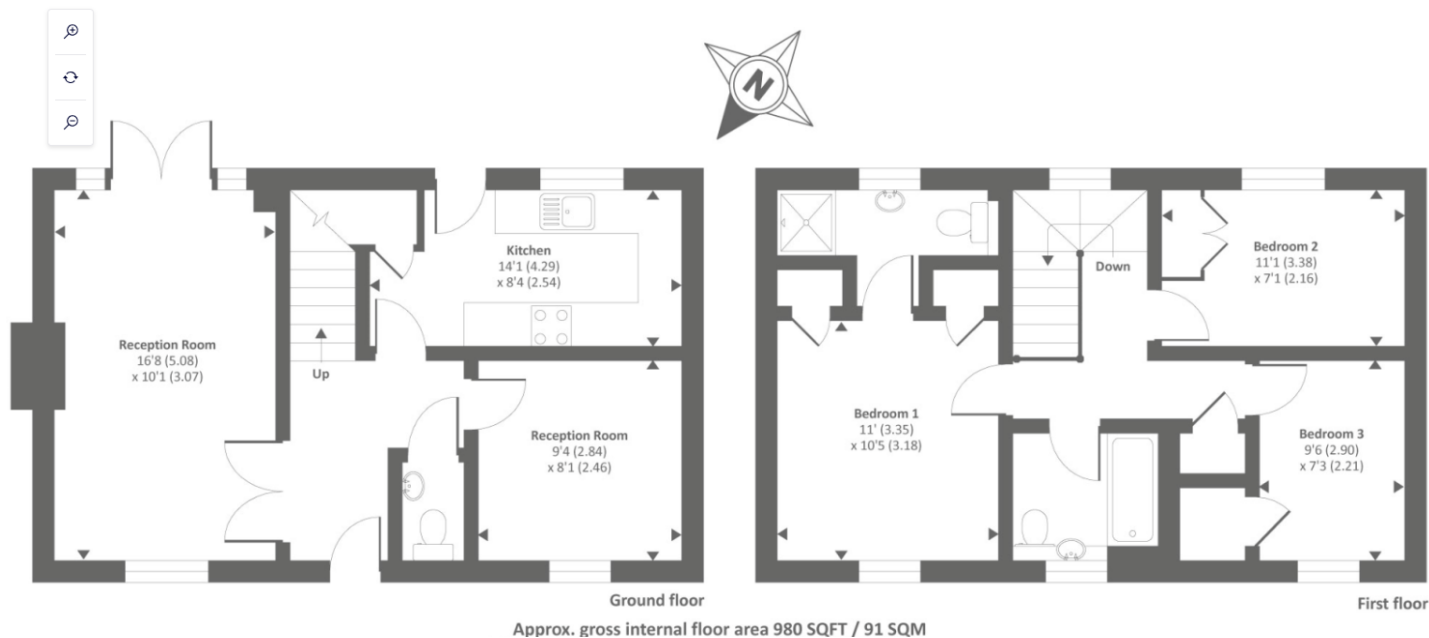 N
Reception Room
16'8 (5.08)
x 10'1 (3.07)
Up
Kitchen
14'1 (4.29)
x 8'4 (2.54)
Reception Room
9'4 (2.84)
x 8'1 (2.46)
Ground floor
Bedroom 1
11' (3.35)
x 10'5 (3.18)
Down
Bedroom 2
11'1 (3.38)
x 7'1 (2.16)
Bedroom 3
9'6 (2.90)
x 7'3 (2.21)
First floor
Approx. gross internal floor area 980 SQFT / 91 SQM